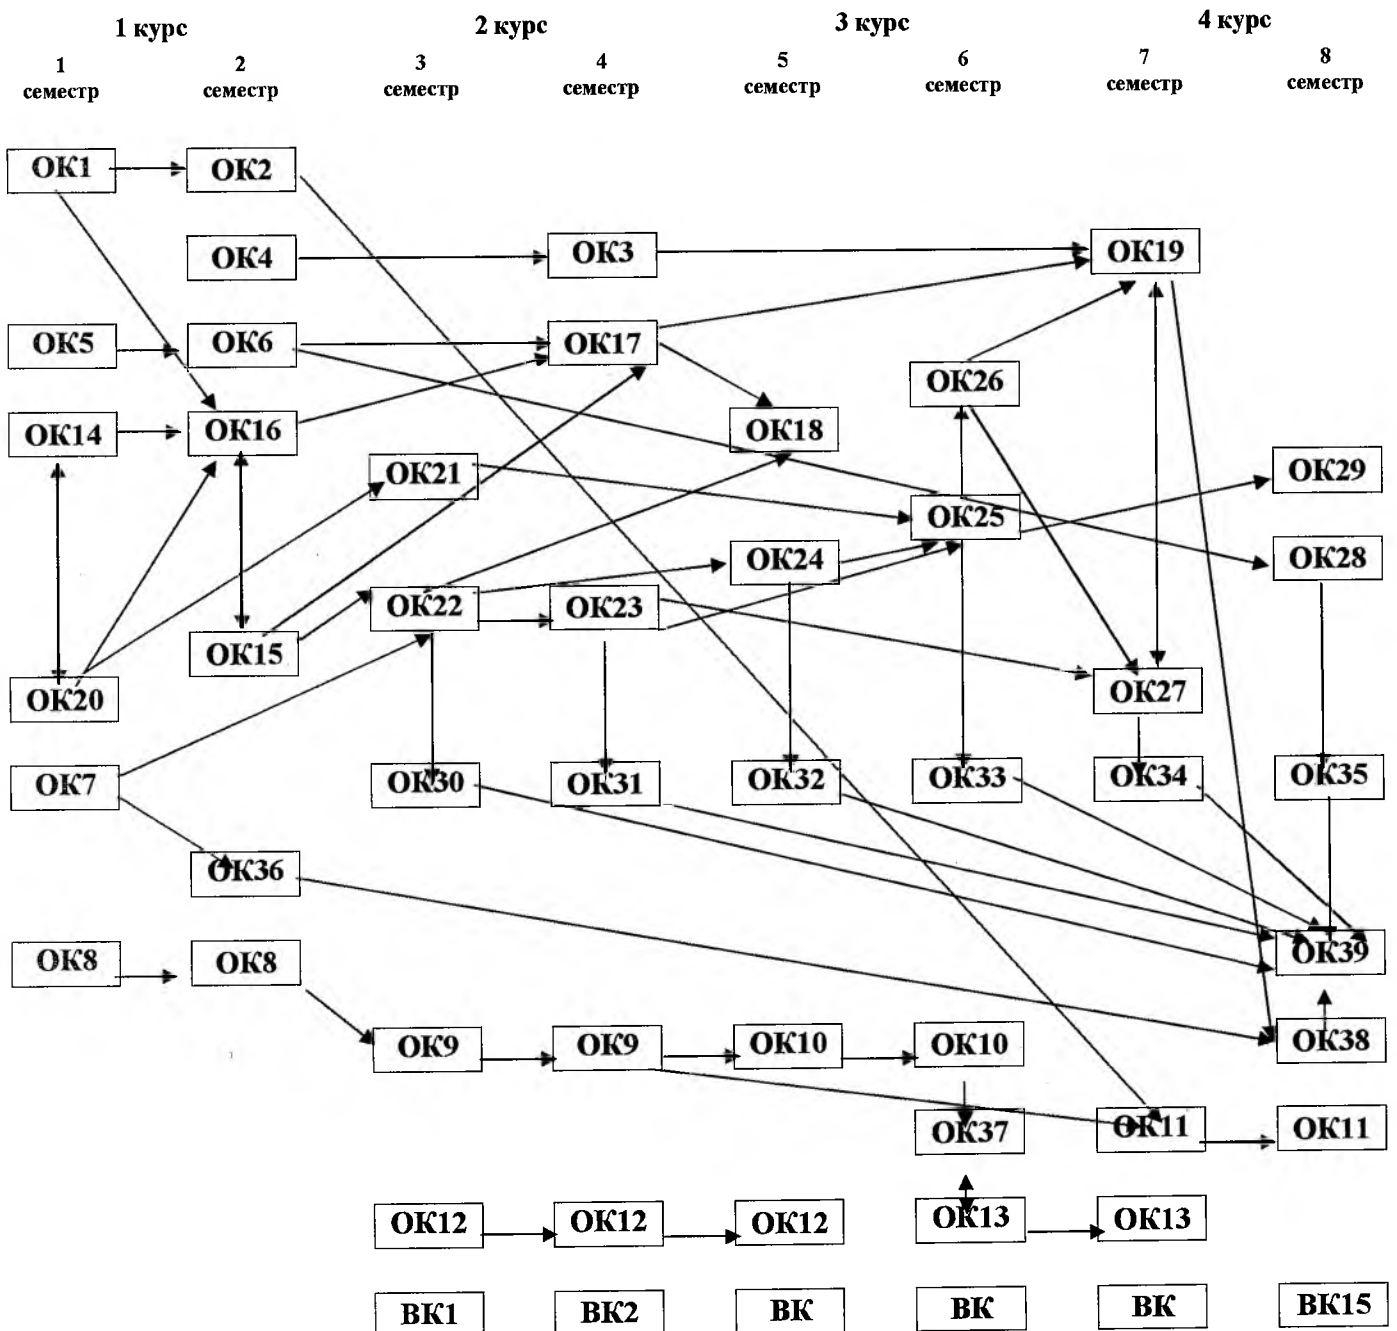 1 курс 2 курс 3 курс 4 курс
1 2 3 4 5 6 7 8
семестр семестр семестр семестр семестр семестр семестр семестр
ОК1 ОК2
ОК4 ОК3 ОК19
ОК5 ОК6 ОК17
ОК26
ОК14 ОК16 ОК18
ОК21 ОК29
ОК25
ОК24 ОК28
ОК22 ОК23
ОК15
ОК20 ОК27
ОК7 ОК30 ОК31 ОК32 ОК33 ОК34 ОК35
ОК36
ОК8 ОК8 ОК39
ОК9 ОК9 ОК10 ОК10 ОК38
ОК37 ОК11 ОК11
ОК12 ОК12 ОК12 ОК13 ОК13
ВК1 ВК2 ВК ВК ВК ВК15